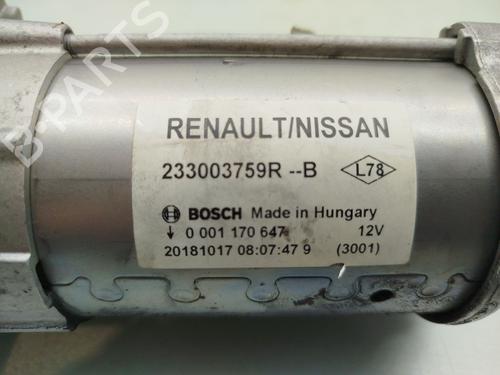 B-PARTS
RENAULT/NISSAN
233003759R --B L78
BOSCH Made in Hungary
0 001 170 647 12V
20181017 08:07:47 9 (3001)